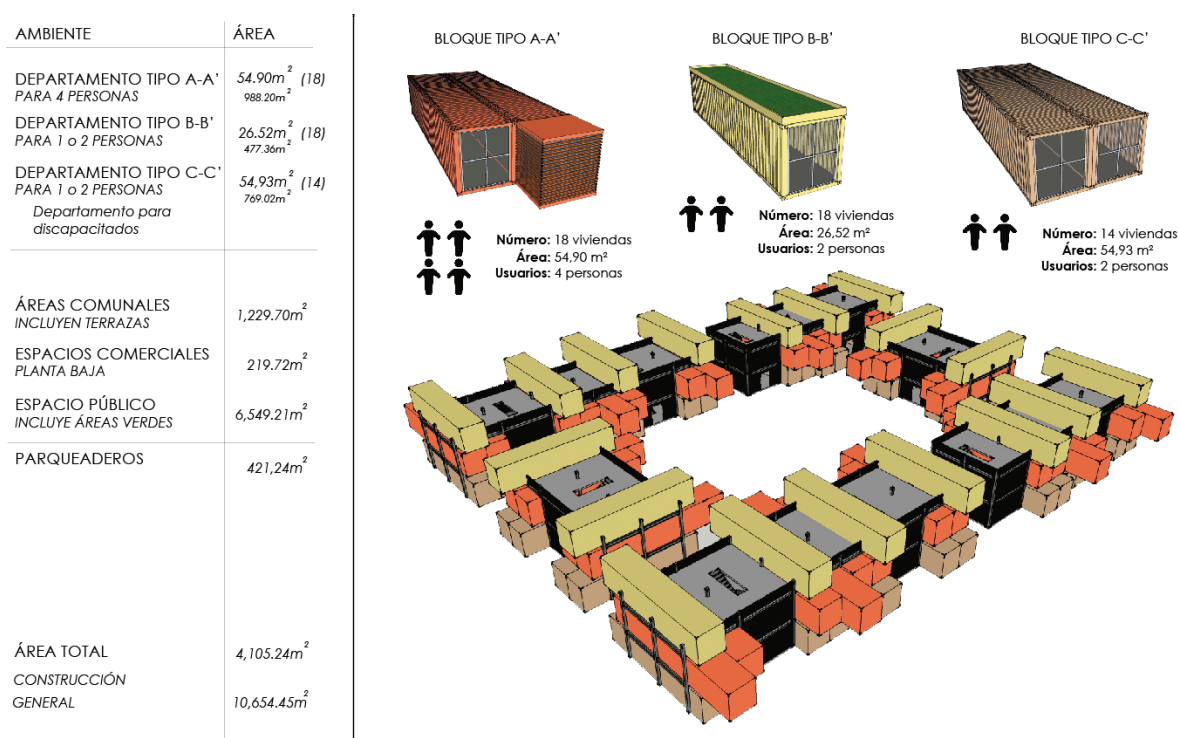 AMBIENTE ÁREA
DEPARTAMENTO TIPO A-A' 54.90m² (18)
PARA 4 PERSONAS 988.20m²
DEPARTAMENTO TIPO B-B' 26.52m² (18)
PARA 1 o 2 PERSONAS 477.36m²
DEPARTAMENTO TIPO C-C' 54,93m² (14)
PARA 1 o 2 PERSONAS 769.02m²
Departamento para
discapacitados
ÁREAS COMUNALES 1,229.70m²
INCLUYEN TERRAZAS
ESPACIOS COMERCIALES 219.72m²
PLANTA BAJA
ESPACIO PÚBLICO 6,549.21m²
INCLUYE ÁREAS VERDES
PARQUEADEROS 421,24m²
ÁREA TOTAL 4,105.24m²
CONSTRUCCIÓN
GENERAL 10,654.45m²
BLOQUE TIPO A-A'
Número: 18 viviendas
Área: 54,90 m²
Usuarios: 4 personas
BLOQUE TIPO B-B'
Número: 18 viviendas
Área: 26,52 m²
Usuarios: 2 personas
BLOQUE TIPO C-C'
Número: 14 viviendas
Área: 54,93 m²
Usuarios: 2 personas